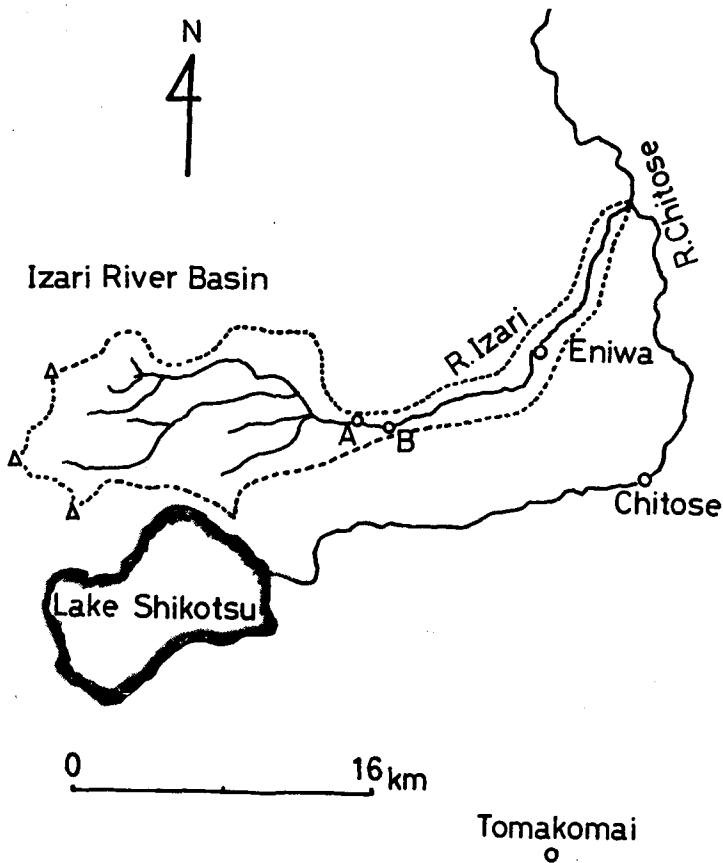 N
R.Chitose
Izari River Basin
R.Izari
Eniwa
A
B
Chitose
Lake Shikotsu
0
16 km
Tomakomai